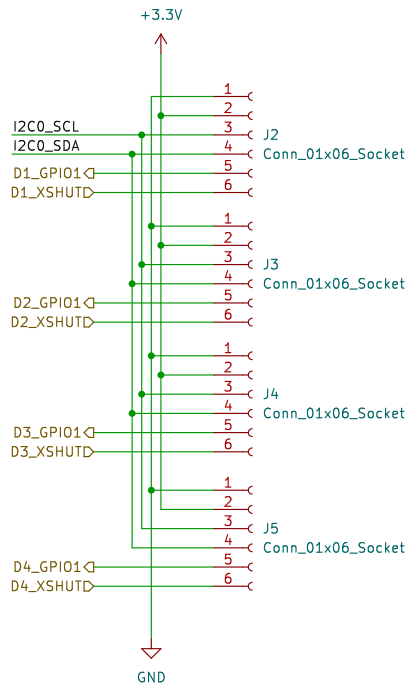 +3.3V
1
2
I2C0_SCL 3 J2
I2C0_SDA 4 Conn_01x06_Socket
D1_GPIO1 5
D1_XSHUT 6
1
2
3 J3
4 Conn_01x06_Socket
D2_GPIO1 5
D2_XSHUT 6
1
2
3 J4
4 Conn_01x06_Socket
D3_GPIO1 5
D3_XSHUT 6
1
2
3 J5
4 Conn_01x06_Socket
D4_GPIO1 5
D4_XSHUT 6
GND